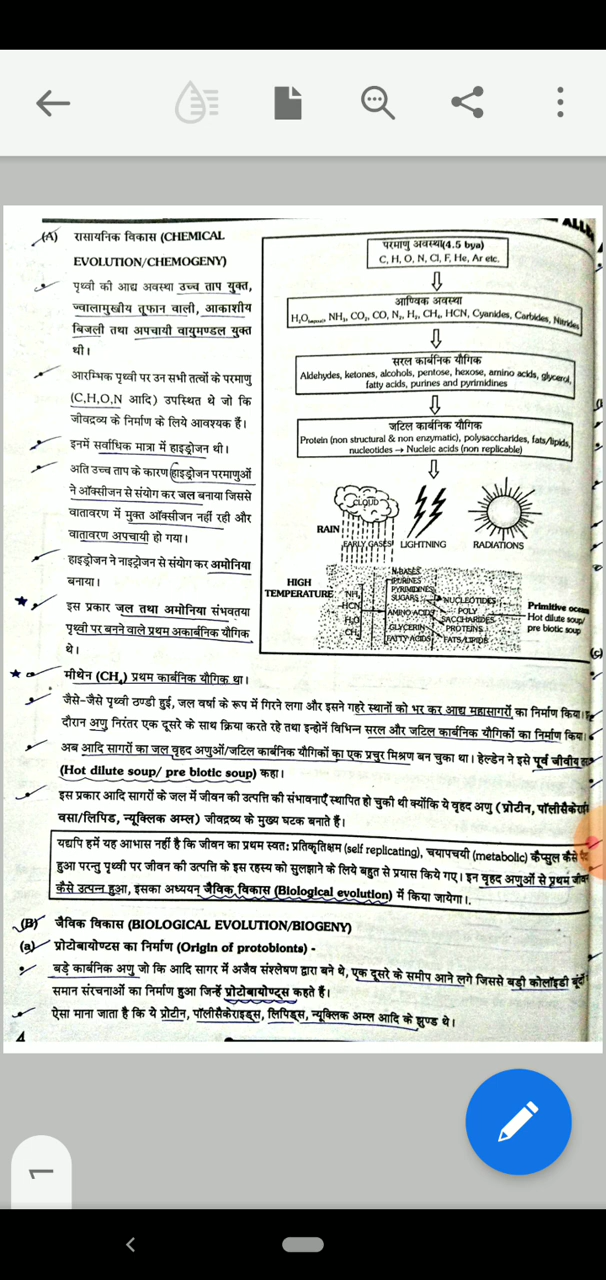 ALLE
(A) रासायनिक विकास (CHEMICAL
EVOLUTION/CHEMOGENY)
पृथ्वी की आद्य अवस्था उच्च ताप युक्त,
ज्वालामुखीय तूफान वाली, आकाशीय
बिजली तथा अपचायी वायुमण्डल युक्त
थी।
आरम्भिक पृथ्वी पर उन सभी तत्वों के परमाणु
(C,H,O,N आदि) उपस्थित थे जो कि
जीवद्रव्य के निर्माण के लिये आवश्यक हैं।
इनमें सर्वाधिक मात्रा में हाइड्रोजन थी।
अति उच्च ताप के कारण हाइड्रोजन परमाणुओं
ने ऑक्सीजन से संयोग कर जल बनाया जिससे
वातावरण में मुक्त ऑक्सीजन नहीं रही और
वातावरण अपचायी हो गया।
हाइड्रोजन ने नाइट्रोजन से संयोग कर अमोनिया
बनाया।
इस प्रकार जल तथा अमोनिया संभवतया
पृथ्वी पर बनने वाले प्रथम अकार्बनिक यौगिक
थे।
परमाणु अवस्था(4.5 bya)
C, H, O, N, Cl, F, He, Ar etc.
आण्विक अवस्था
H₂O, NH₃, CO₂, CO, N₂, H₂, CH₄, HCN, Cyanides, Carbides, Nitrides
सरल कार्बनिक यौगिक
Aldehydes, ketones, alcohols, pentose, hexose, amino acids, glycerol,
fatty acids, purines and pyrimidines
जटिल कार्बनिक यौगिक
Protein (non structural & non enzymatic), polysaccharides, fats/lipids,
nucleotides → Nucleic acids (non replicable)
CLOUD
RAIN
EARLY GASES
LIGHTNING
RADIATIONS
HIGH
TEMPERATURE
NH₃
HCN
H₂O
CH₄
N-BASES
PURINES
PYRIMIDINES
SUGARS
AMINO ACIDS
GLYCERIN
FATTY ACIDS
NUCLEOTIDES
POLY
SACCHARIDES
PROTEINS
FATS/LIPIDS
Primitive ocean
Hot dilute soup/
pre biotic soup
(c)
मीथेन (CH₄) प्रथम कार्बनिक यौगिक था।
जैसे-जैसे पृथ्वी ठण्डी हुई, जल वर्षा के रूप में गिरने लगा और इसने गहरे स्थानों को भर कर आद्य महासागरों का निर्माण किया।
दौरान अणु निरंतर एक दूसरे के साथ क्रिया करते रहे तथा इन्होनें विभिन्न सरल और जटिल कार्बनिक यौगिकों का निर्माण किया।
अब आदि सागरों का जल वृहद अणुओं/जटिल कार्बनिक यौगिकों का एक प्रचुर मिश्रण बन चुका था। हेल्डेन ने इसे पूर्व जीवीय
(Hot dilute soup/ pre biotic soup) कहा।
इस प्रकार आदि सागरों के जल में जीवन की उत्पत्ति की संभावनाएँ स्थापित हो चुकी थी क्योंकि ये वृहद अणु (प्रोटीन,
वसा/लिपिड, न्यूक्लिक अम्ल) जीवद्रव्य के मुख्य घटक बनाते हैं।
यद्यपि हमें यह आभास नहीं है कि जीवन का प्रथम स्वत: प्रतिकृतिक्षम (self replicating), चयापचयी (metabolic) कैप्सुल कैसे
हुआ परन्तु पृथ्वी पर जीवन की उत्पत्ति के इस रहस्य को सुलझाने के लिये बहुत से प्रयास किये गए। इन वृहद अणुओं से प्रथम जीवन
कैसे उत्पन्न हुआ, इसका अध्ययन जैविक विकास (Biological evolution) में किया जायेगा।.
(B) जैविक विकास (BIOLOGICAL EVOLUTION/BIOGENY)
(a) प्रोटोबायोण्टस का निर्माण (Origin of protobionts) -
बड़े कार्बनिक अणु जो कि आदि सागर में अजैव संश्लेषण द्वारा बने थे, एक दूसरे के समीप आने लगे जिससे बड़ी कोलॉइडी बूंदों
समान संरचनाओं का निर्माण हुआ जिन्हें प्रोटोबायोण्ट्स कहते हैं।
ऐसा माना जाता है कि ये प्रोटीन, पॉलीसैकेराइड्स, लिपिड्स, न्यूक्लिक अम्ल आदि के झुण्ड थे।
4
1